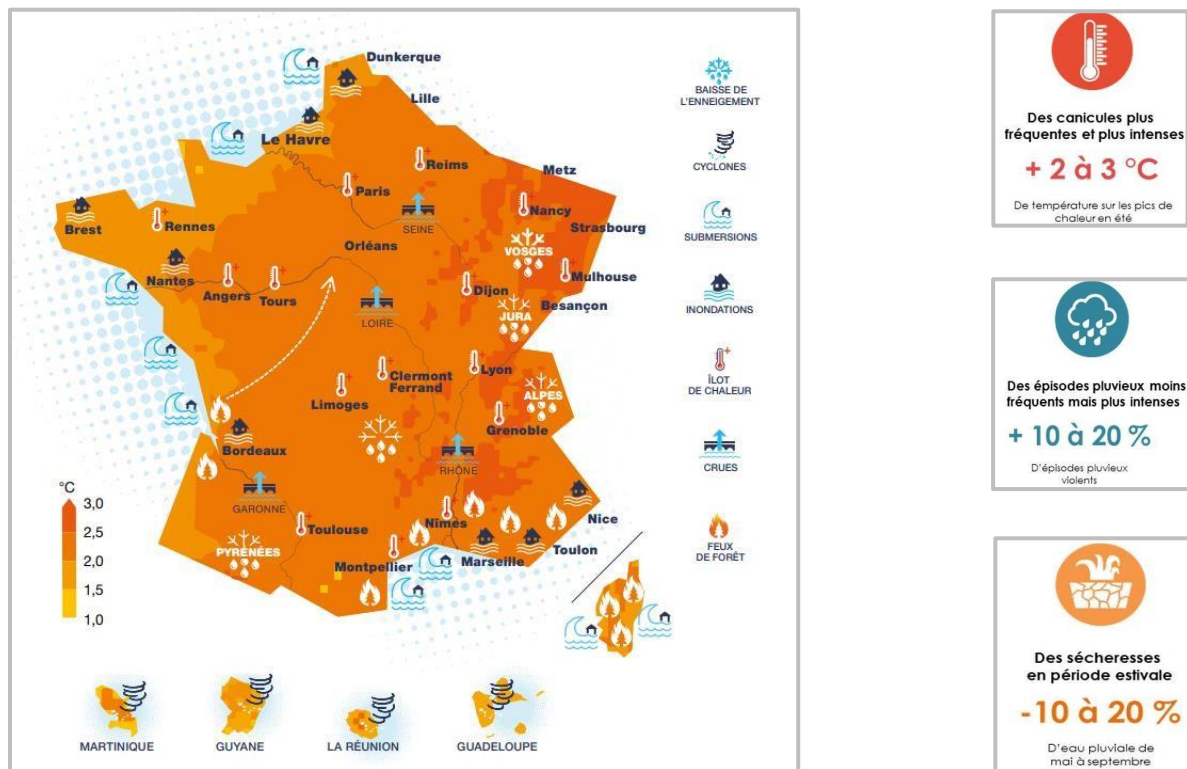 Dunkerque
Lille
Le Havre
Reims
Metz
Paris
Nancy
Brest
Rennes
SEINE
Strasbourg
Orléans
VOSGES
Nantes
Mulhouse
Angers
Tours
Dijon
Besançon
LOIRE
JURA
Clermont
Ferrand
Lyon
Limoges
ALPES
Grenoble
Bordeaux
RHÔNE
GARONNE
Nîmes
Nice
Toulouse
PYRÉNÉES
Toulon
Marseille
Montpellier
°C
3,0
2,5
2,0
1,5
1,0
MARTINIQUE
GUYANE
LA RÉUNION
GUADELOUPE
BAISSE DE
L'ENNEIGEMENT
CYCLONES
SUBMERSIONS
INONDATIONS
ÎLOT
DE CHALEUR
CRUES
FEUX
DE FORÊT
Des canicules plus
fréquentes et plus intenses
+ 2 à 3 °C
De température sur les pics de
chaleur en été
Des épisodes pluvieux moins
fréquents mais plus intenses
+ 10 à 20 %
D'épisodes pluvieux
violents
Des sécheresses
en période estivale
-10 à 20 %
D'eau pluviale de
mai à septembre